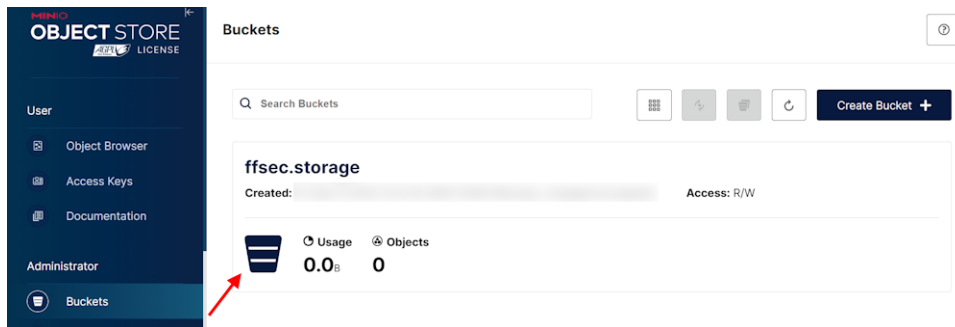 MINIO
OBJECT STORE
AGPLV3 LICENSE
User
Object Browser
Access Keys
Documentation
Administrator
Buckets
Buckets
Search Buckets
Create Bucket +
ffsec.storage
Created:
Access: R/W
Usage
Objects
0.0B
0